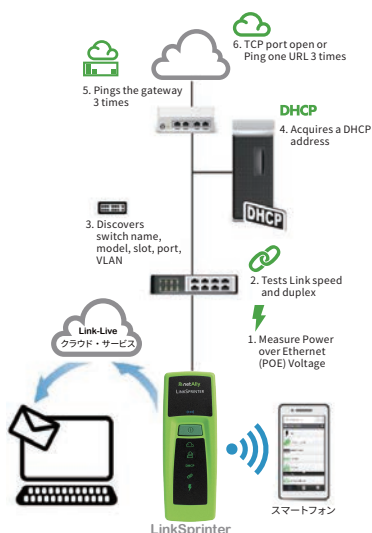 6. TCP port open or
Ping one URL 3 times
5. Pings the gateway
3 times
DHCP
4. Acquires a DHCP
address
DHCP
3. Discovers
switch name,
model, slot, port,
VLAN
2. Tests Link speed
and duplex
1. Measure Power
over Ethernet
(POE) Voltage
Link-Live
クラウド・サービス
netAlly
LINKSPRINTER
DHCP
スマートフォン
LinkSprinter